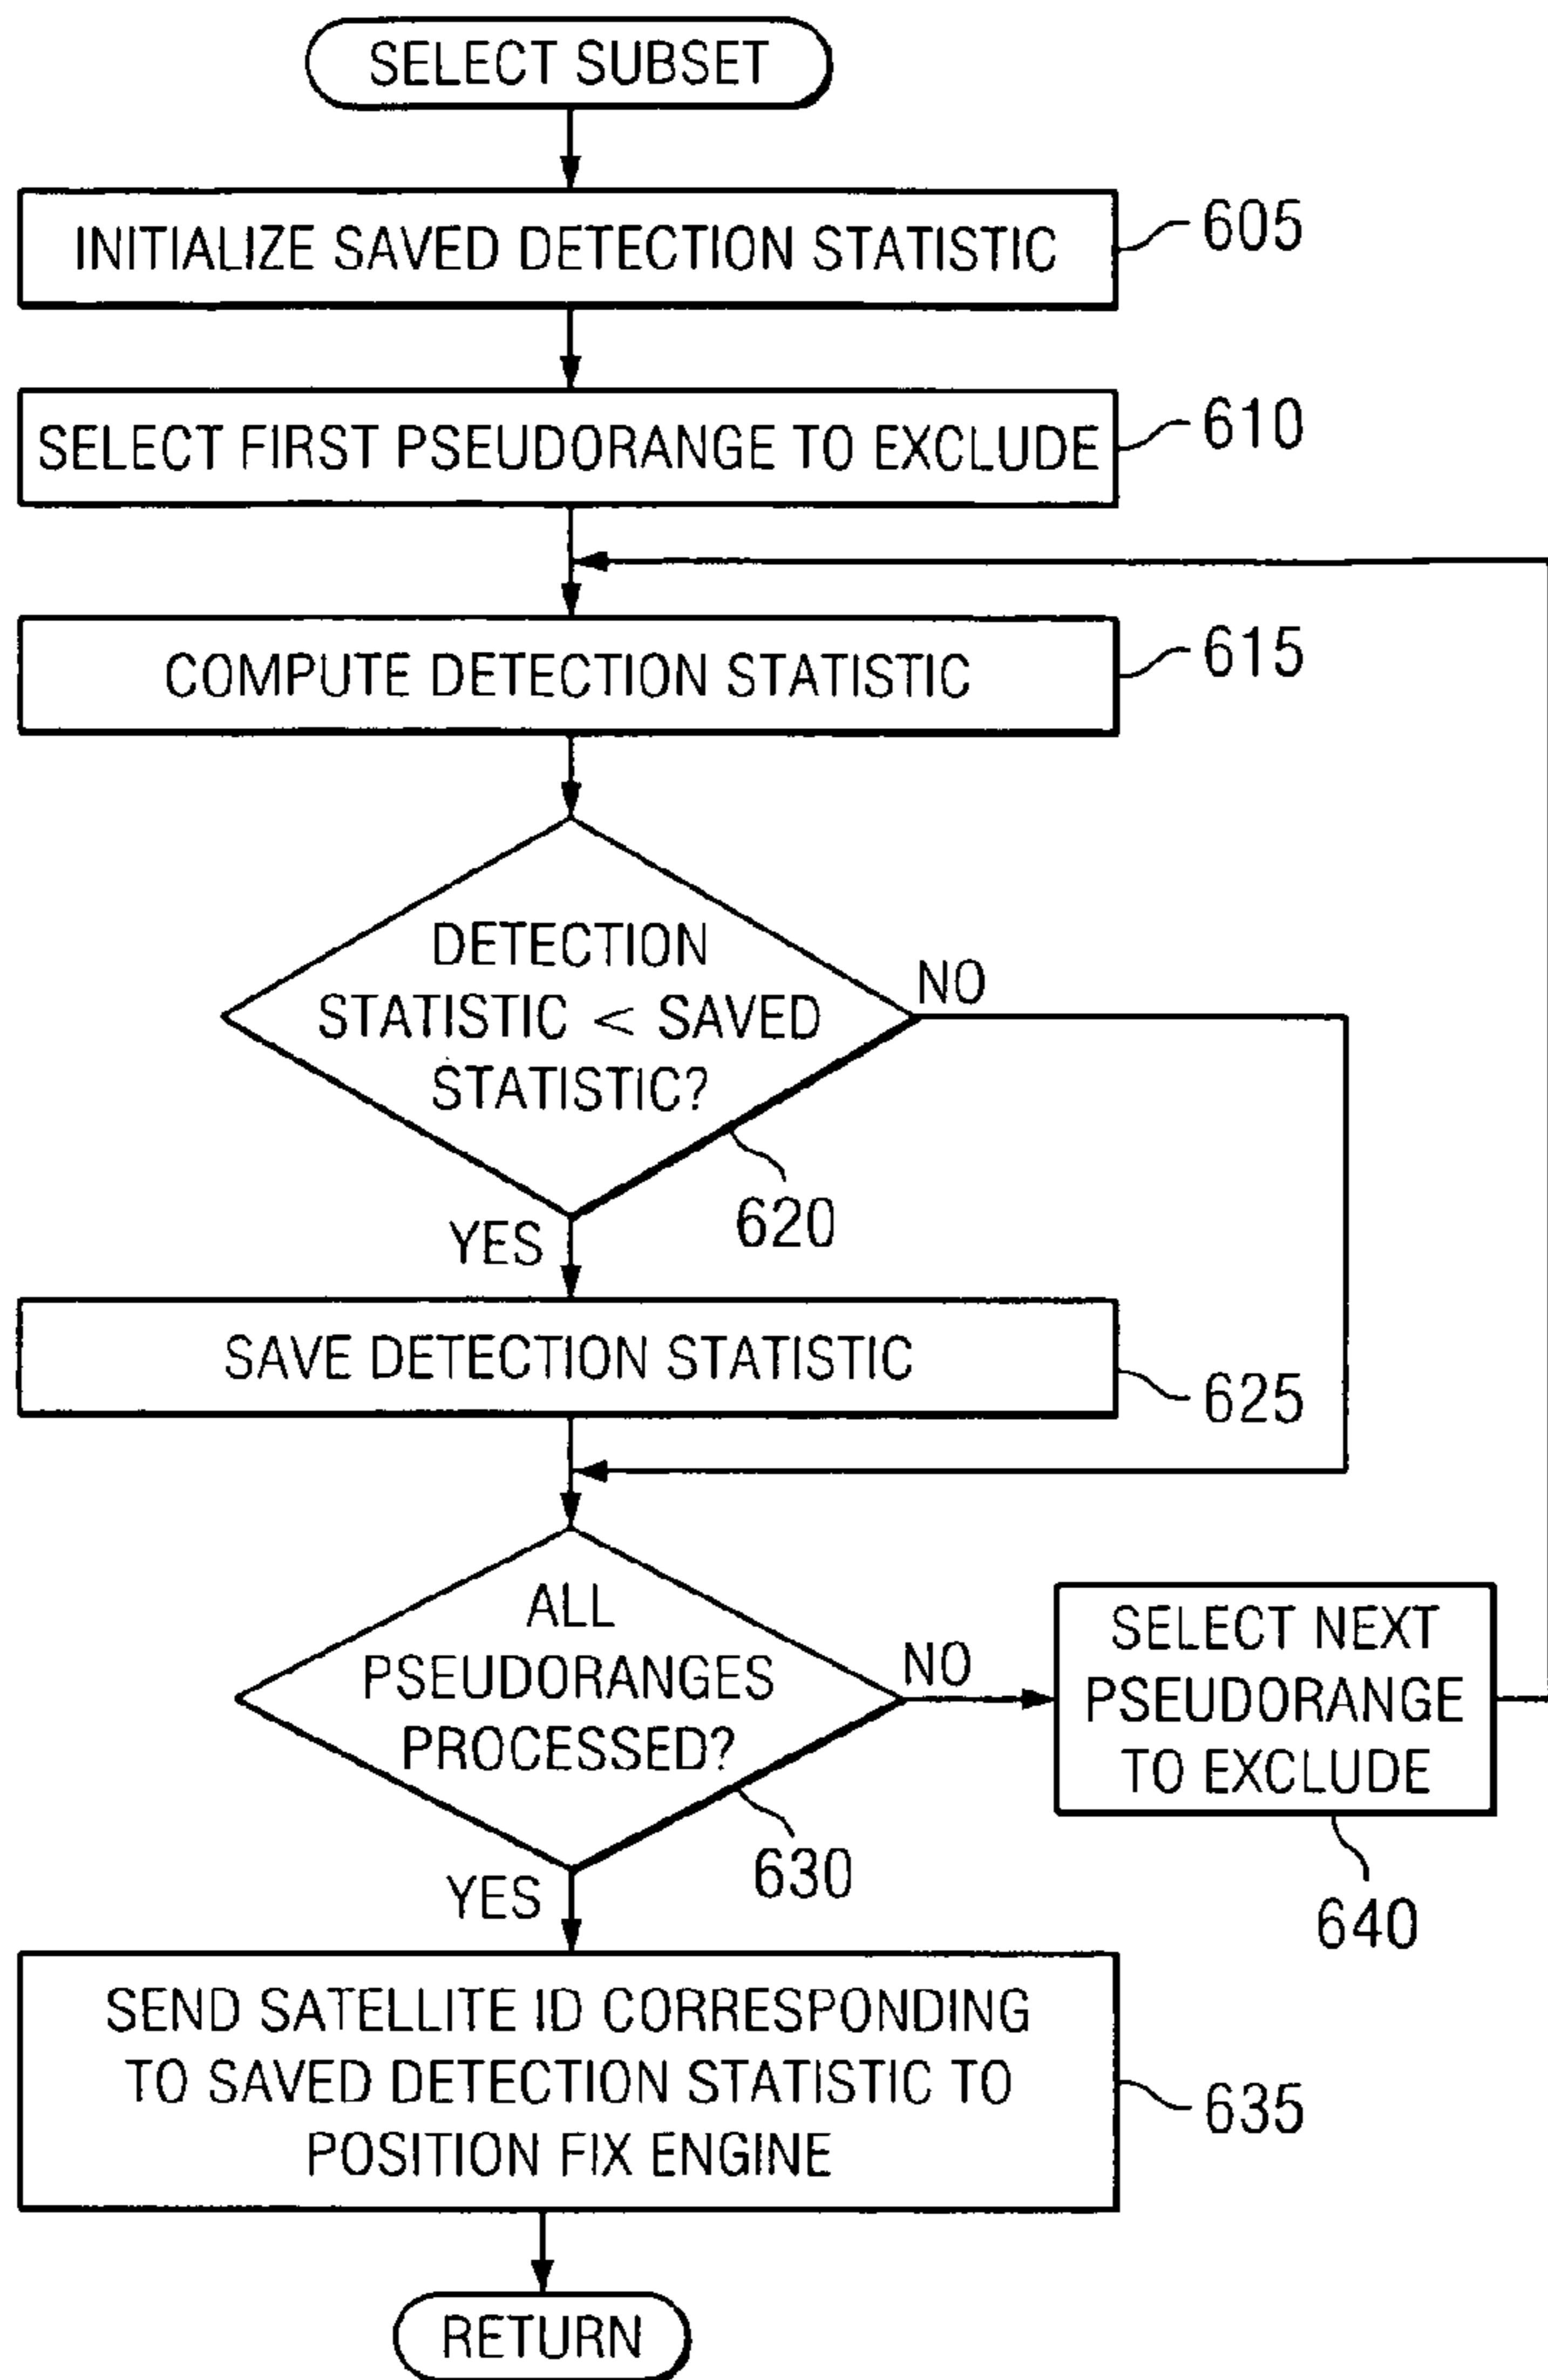 SELECT SUBSET
INITIALIZE SAVED DETECTION STATISTIC
605
SELECT FIRST PSEUDORANGE TO EXCLUDE
610
COMPUTE DETECTION STATISTIC
615
DETECTION
STATISTIC < SAVED
STATISTIC?
NO
620
YES
SAVE DETECTION STATISTIC
625
ALL
PSEUDORANGES
PROCESSED?
NO
SELECT NEXT
PSEUDORANGE
TO EXCLUDE
630
640
YES
SEND SATELLITE ID CORRESPONDING
TO SAVED DETECTION STATISTIC TO
POSITION FIX ENGINE
635
RETURN